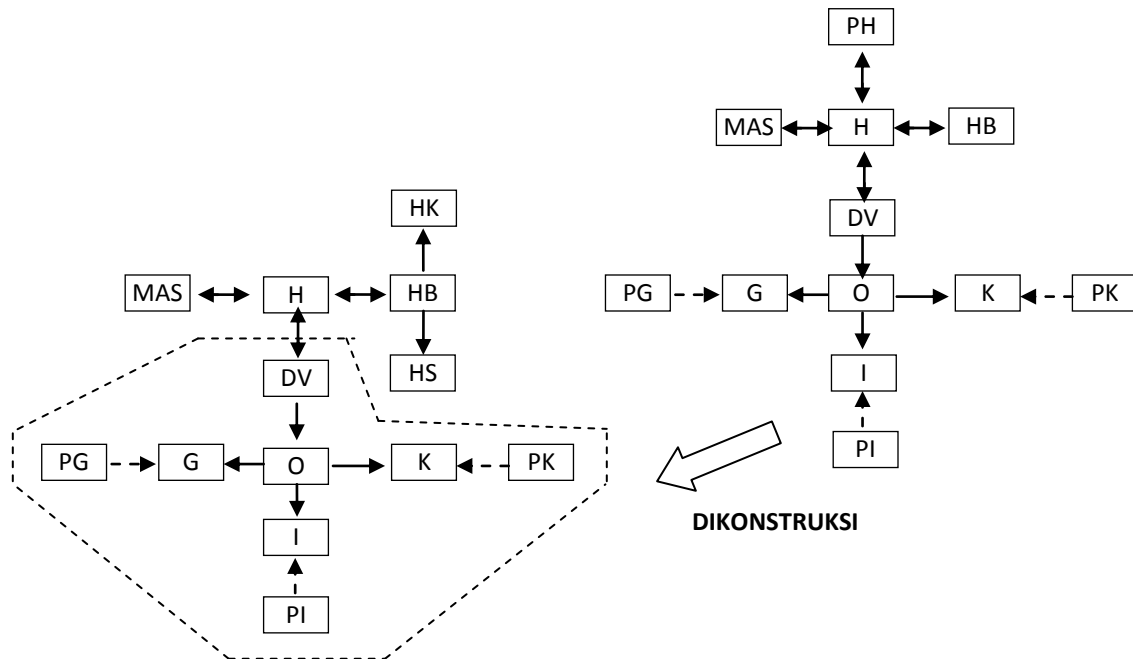 PH
MAS H HB
DV
PG G O K PK
I
PI
HK
MAS H HB
DV HS
PG G O K PK
I
PI
DIKONSTRUKSI